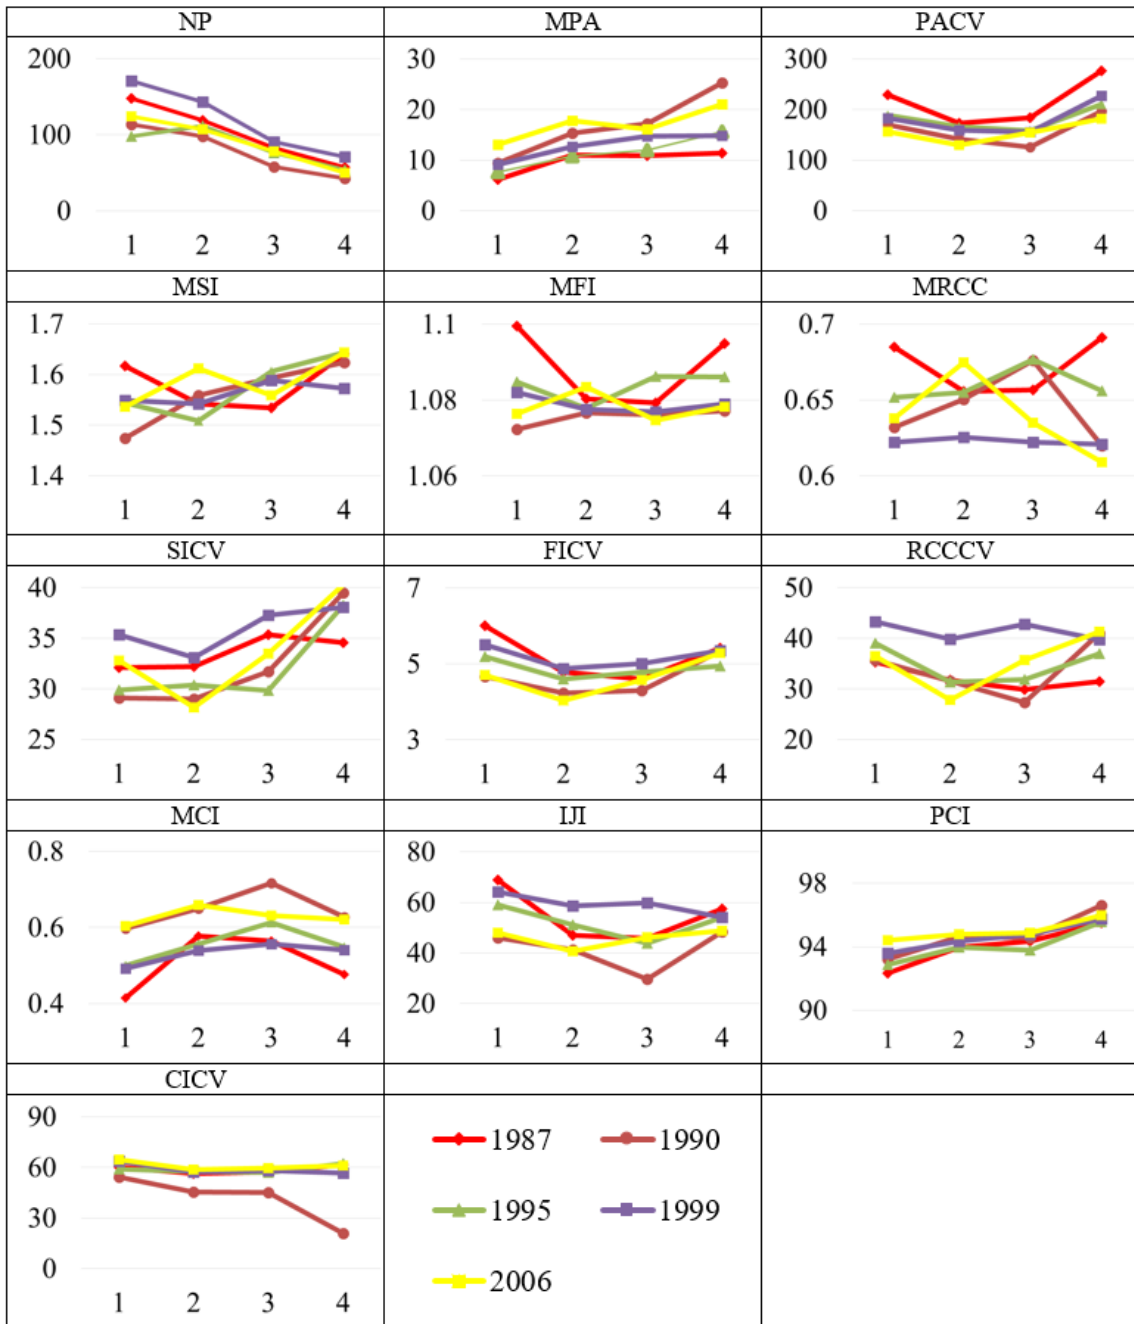 NP MPA PACV
200 30 300
100 20 200
10 100
0 0 0
1 2 3 4 1 2 3 4 1 2 3 4
MSI MFI MRCC
1.7 1.1 0.7
1.6
1.08 0.65
1.5
1.4 1.06 0.6
1 2 3 4 1 2 3 4 1 2 3 4
SICV FICV RCCCV
40 7 50
35 40
5
30 30
25 3 20
1 2 3 4 1 2 3 4 1 2 3 4
MCI IJI PCI
0.8 80
98
60
0.6 94
40
0.4 20 90
1 2 3 4 1 2 3 4 1 2 3 4
CICV
90
1987 1990
60
1995 1999
30
0 2006
1 2 3 4